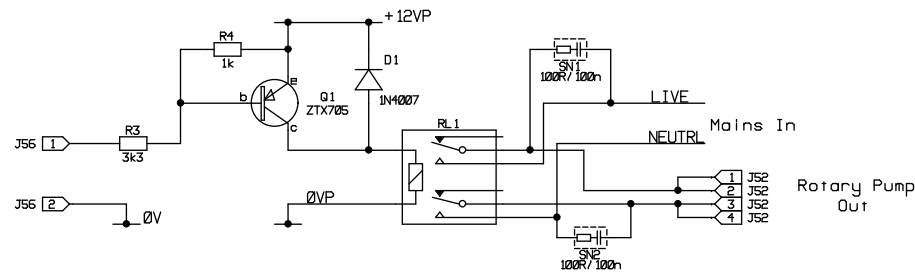 +12VP
R4
1k
D1
SN1
100R/100n
b
e
Q1
ZTX705
1N4007
LIVE
c
RL1
Mains In
R3
NEUTRL
J56 1
3k3
1 J52
2 J52
Rotary Pump
J56 2
0V
0VP
3 J52
Out
4 J52
SN2
100R/100n